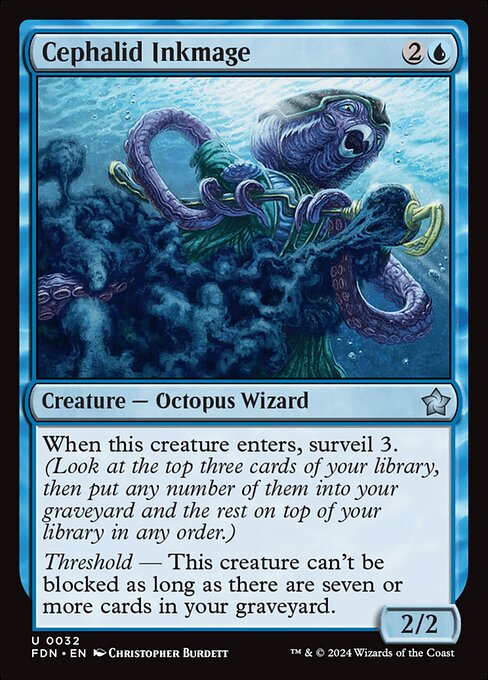 Cephalid Inkmage 2
Creature — Octopus Wizard
When this creature enters, surveil 3.
(Look at the top three cards of your library,
then put any number of them into your
graveyard and the rest on top of your
library in any order.)
Threshold — This creature can't be
blocked as long as there are seven or
more cards in your graveyard.
2/2
U 0032
FDN • EN Christopher Burdett ™ & © 2024 Wizards of the Coast